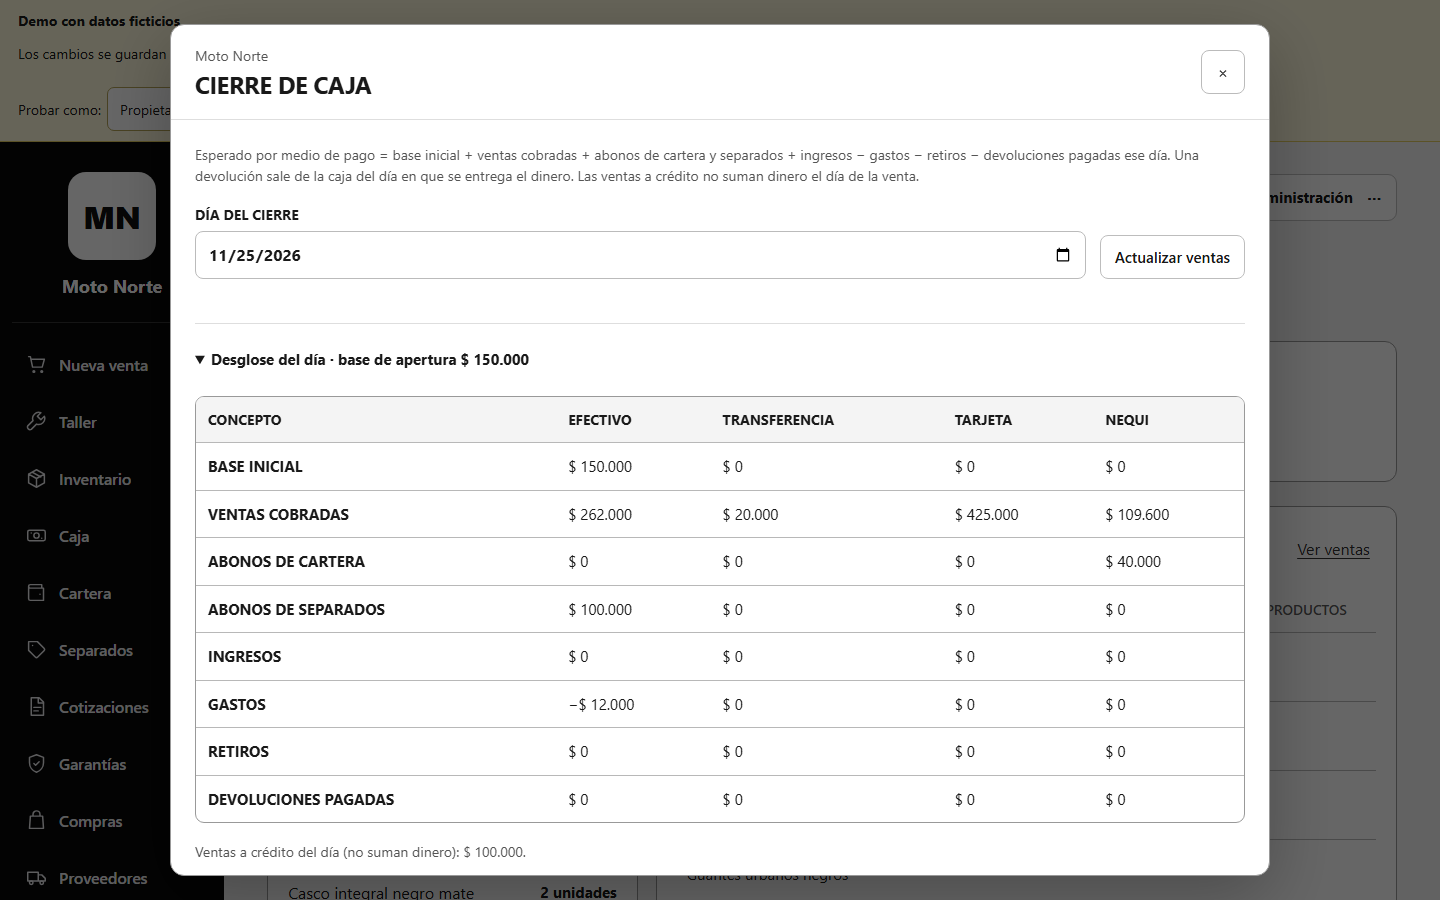 Demo con datos ficticios
Los cambios se guardan
Probar como:
MN
Moto Norte
Nueva venta
Taller
Inventario
Caja
Cartera
Separados
Cotizaciones
Garantías
Compras
Proveedores
Moto Norte
CIERRE DE CAJA
×
Esperado por medio de pago = base inicial + ventas cobradas + abonos de cartera y separados + ingresos − gastos − retiros − devoluciones pagadas ese día. Una
devolución sale de la caja del día en que se entrega el dinero. Las ventas a crédito no suman dinero el día de la venta.
DÍA DEL CIERRE
11/25/2026
Actualizar ventas
▼ Desglose del día · base de apertura $ 150.000
CONCEPTO EFECTIVO TRANSFERENCIA TARJETA NEQUI
BASE INICIAL $ 150.000 $ 0 $ 0 $ 0
VENTAS COBRADAS $ 262.000 $ 20.000 $ 425.000 $ 109.600
ABONOS DE CARTERA $ 0 $ 0 $ 0 $ 40.000
ABONOS DE SEPARADOS $ 100.000 $ 0 $ 0 $ 0
INGRESOS $ 0 $ 0 $ 0 $ 0
GASTOS −$ 12.000 $ 0 $ 0 $ 0
RETIROS $ 0 $ 0 $ 0 $ 0
DEVOLUCIONES PAGADAS $ 0 $ 0 $ 0 $ 0
Ventas a crédito del día (no suman dinero): $ 100.000.
Ver ventas
PRODUCTOS
Casco integral negro mate 2 unidades